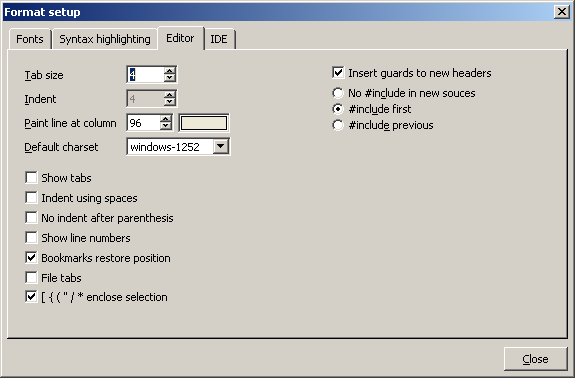 Format setup
Fonts Syntax highlighting Editor IDE
Tab size 4
Indent 4
Paint line at column 96
Default charset windows-1252
Show tabs
Indent using spaces
No indent after parenthesis
Show line numbers
Bookmarks restore position
File tabs
[ { ( " / * enclose selection
Insert guards to new headers
No #include in new souces
#include first
#include previous
Close